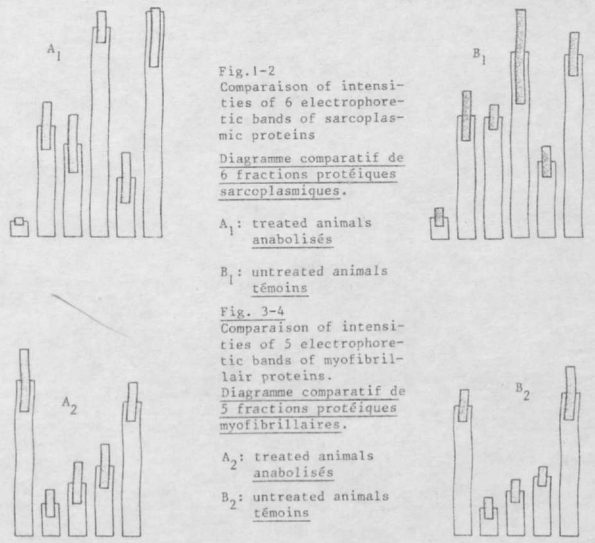 A1
B1
Fig.1-2
Comparaison of intensi-
ties of 6 electrophore-
tic bands of sarcoplas-
mic proteins
Diagramme comparatif de
6 fractions protéiques
sarcoplasmiques.
A1: treated animals
anabolisés
B1: untreated animals
témoins
Fig. 3-4
Comparaison of intensi-
ties of 5 electrophore-
tic bands of myofibril-
lair proteins.
Diagramme comparatif de
5 fractions protéiques
myofibrillaires.
A2: treated animals
anabolisés
B2: untreated animals
témoins
A2
B2